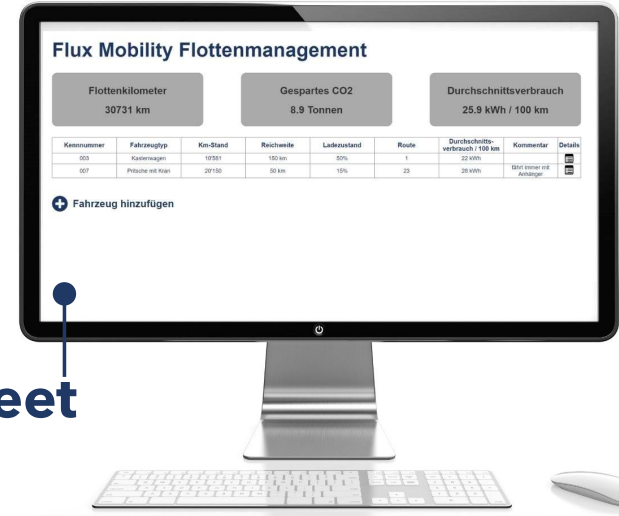 Flux Mobility Flottenmanagement
Flottenkilometer
30731 km
Gespartes CO2
8.9 Tonnen
Durchschnittsverbrauch
25.9 kWh / 100 km
Kennnummer Fahrzeugtyp Km-Stand Reichweite Ladezustand Route Durchschnitts-verbrauch / 100 km Kommentar Details
003 Kastenwagen 10'581 150 km 50% 1 22 kWh
007 Pritsche mit Kran 20'150 50 km 15% 23 28 kWh fährt immer mit Anhänger
Fahrzeug hinzufügen
eet